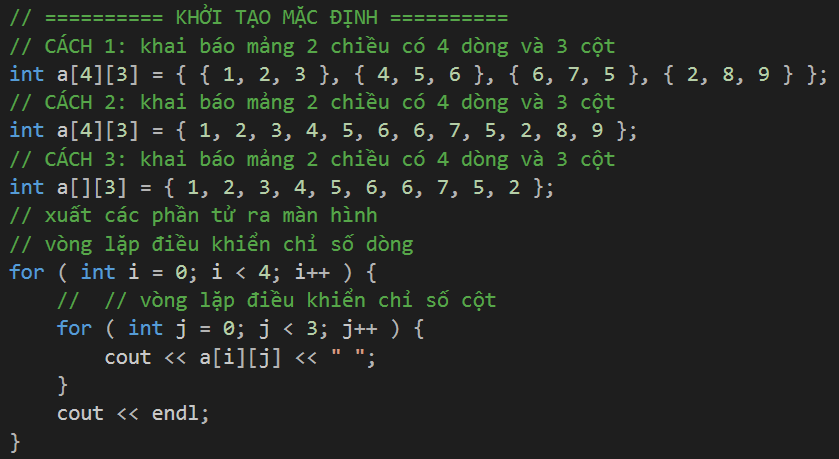 // ========== KHỞI TẠO MẶC ĐỊNH ==========
// CÁCH 1: khai báo mảng 2 chiều có 4 dòng và 3 cột
int a[4][3] = { { 1, 2, 3 }, { 4, 5, 6 }, { 6, 7, 5 }, { 2, 8, 9 } };
// CÁCH 2: khai báo mảng 2 chiều có 4 dòng và 3 cột
int a[4][3] = { 1, 2, 3, 4, 5, 6, 6, 7, 5, 2, 8, 9 };
// CÁCH 3: khai báo mảng 2 chiều có 4 dòng và 3 cột
int a[][3] = { 1, 2, 3, 4, 5, 6, 6, 7, 5, 2 };
// xuất các phần tử ra màn hình
// vòng lặp điều khiển chỉ số dòng
for ( int i = 0; i < 4; i++ ) {
    //  // vòng lặp điều khiển chỉ số cột
    for ( int j = 0; j < 3; j++ ) {
        cout << a[i][j] << " ";
    }
    cout << endl;
}